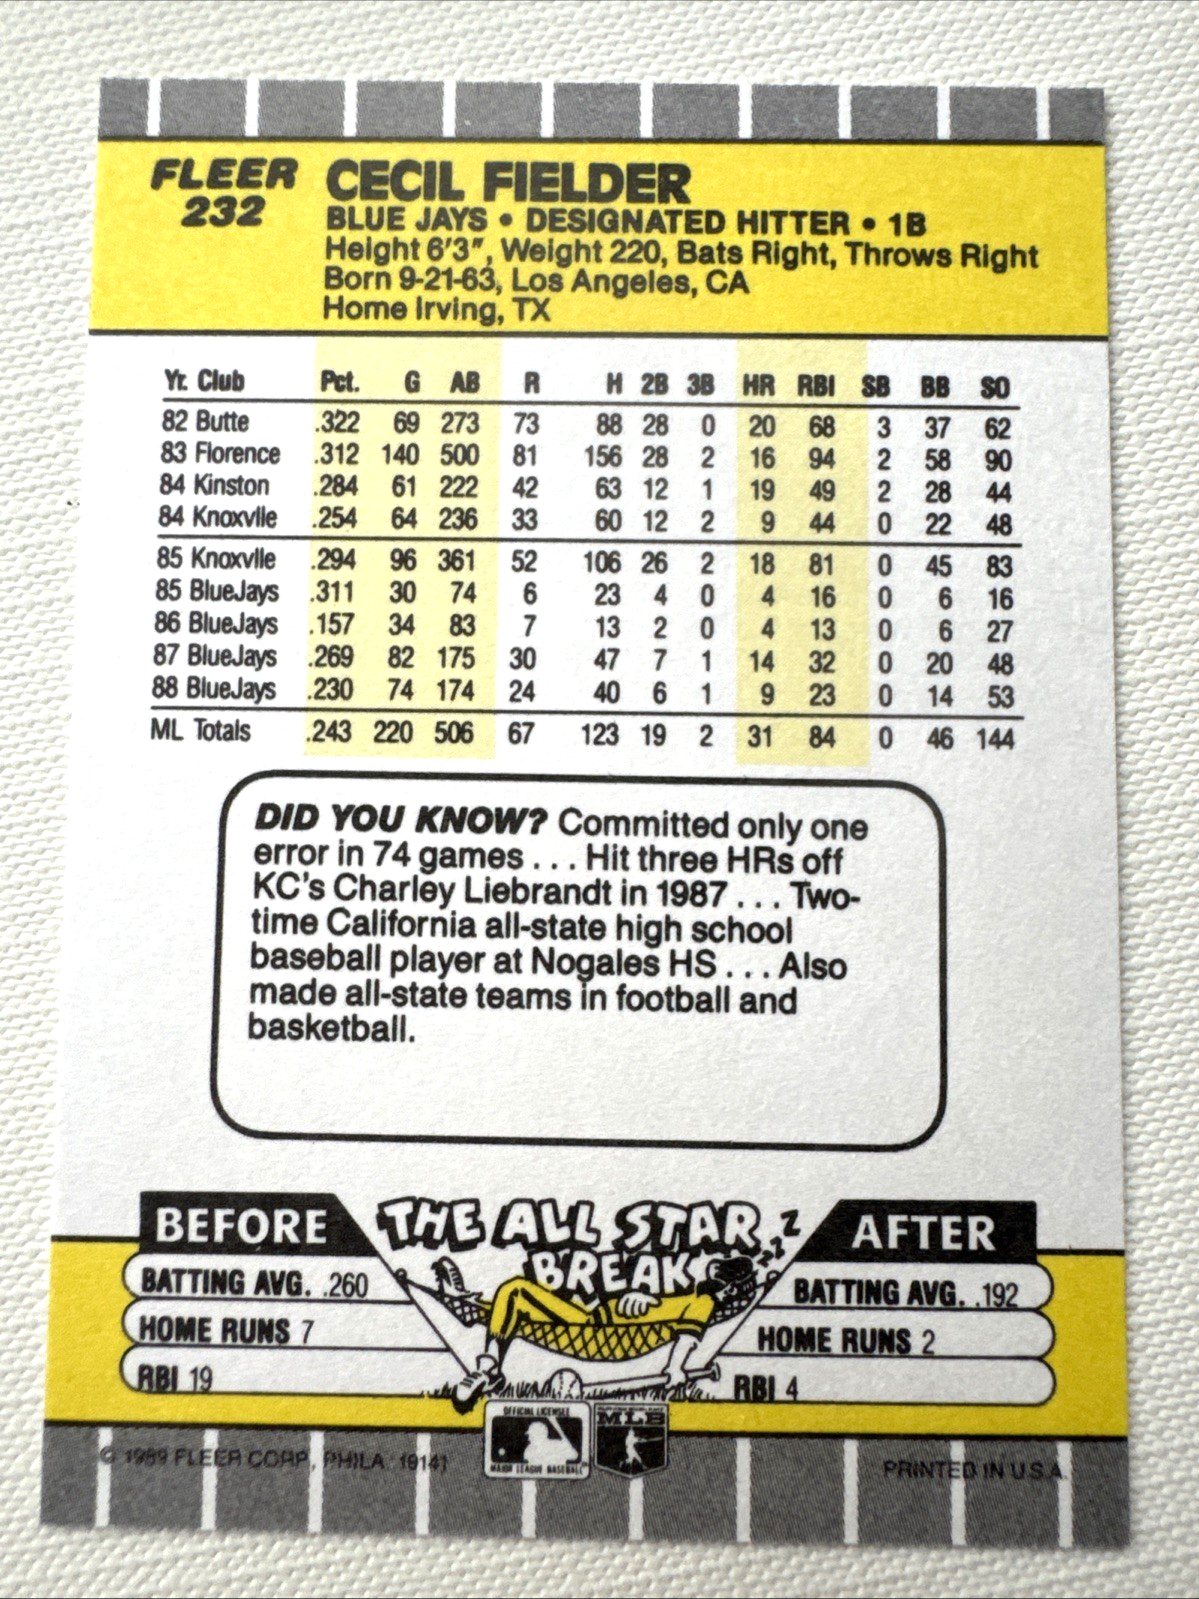 FLEER
232
CECIL FIELDER
BLUE JAYS • DESIGNATED HITTER • 1B
Height 6'3", Weight 220, Bats Right, Throws Right
Born 9-21-63, Los Angeles, CA
Home Irving, TX
Yr. Club Pct. G AB R H 2B 3B HR RBI SB BB SO
82 Butte .322 69 273 73 88 28 0 20 68 3 37 62
83 Florence .312 140 500 81 156 28 2 16 94 2 58 90
84 Kinston .284 61 222 42 63 12 1 19 49 2 28 44
84 Knoxvlle .254 64 236 33 60 12 2 9 44 0 22 48
85 Knoxvlle .294 96 361 52 106 26 2 18 81 0 45 83
85 BlueJays .311 30 74 6 23 4 0 4 16 0 6 16
86 BlueJays .157 34 83 7 13 2 0 4 13 0 6 27
87 BlueJays .269 82 175 30 47 7 1 14 32 0 20 48
88 BlueJays .230 74 174 24 40 6 1 9 23 0 14 53
ML Totals .243 220 506 67 123 19 2 31 84 0 46 144
DID YOU KNOW? Committed only one
error in 74 games . . . Hit three HRs off
KC's Charley Liebrandt in 1987 . . . Two-
time California all-state high school
baseball player at Nogales HS . . . Also
made all-state teams in football and
basketball.
BEFORE THE ALL STAR BREAK Z Z Z AFTER
BATTING AVG. .260 BATTING AVG. .192
HOME RUNS 7 HOME RUNS 2
RBI 19 RBI 4
OFFICIAL LICENSEE
MAJOR LEAGUE BASEBALL
MLB
© 1989 FLEER CORP., PHILA. 19141 PRINTED IN U.S.A.